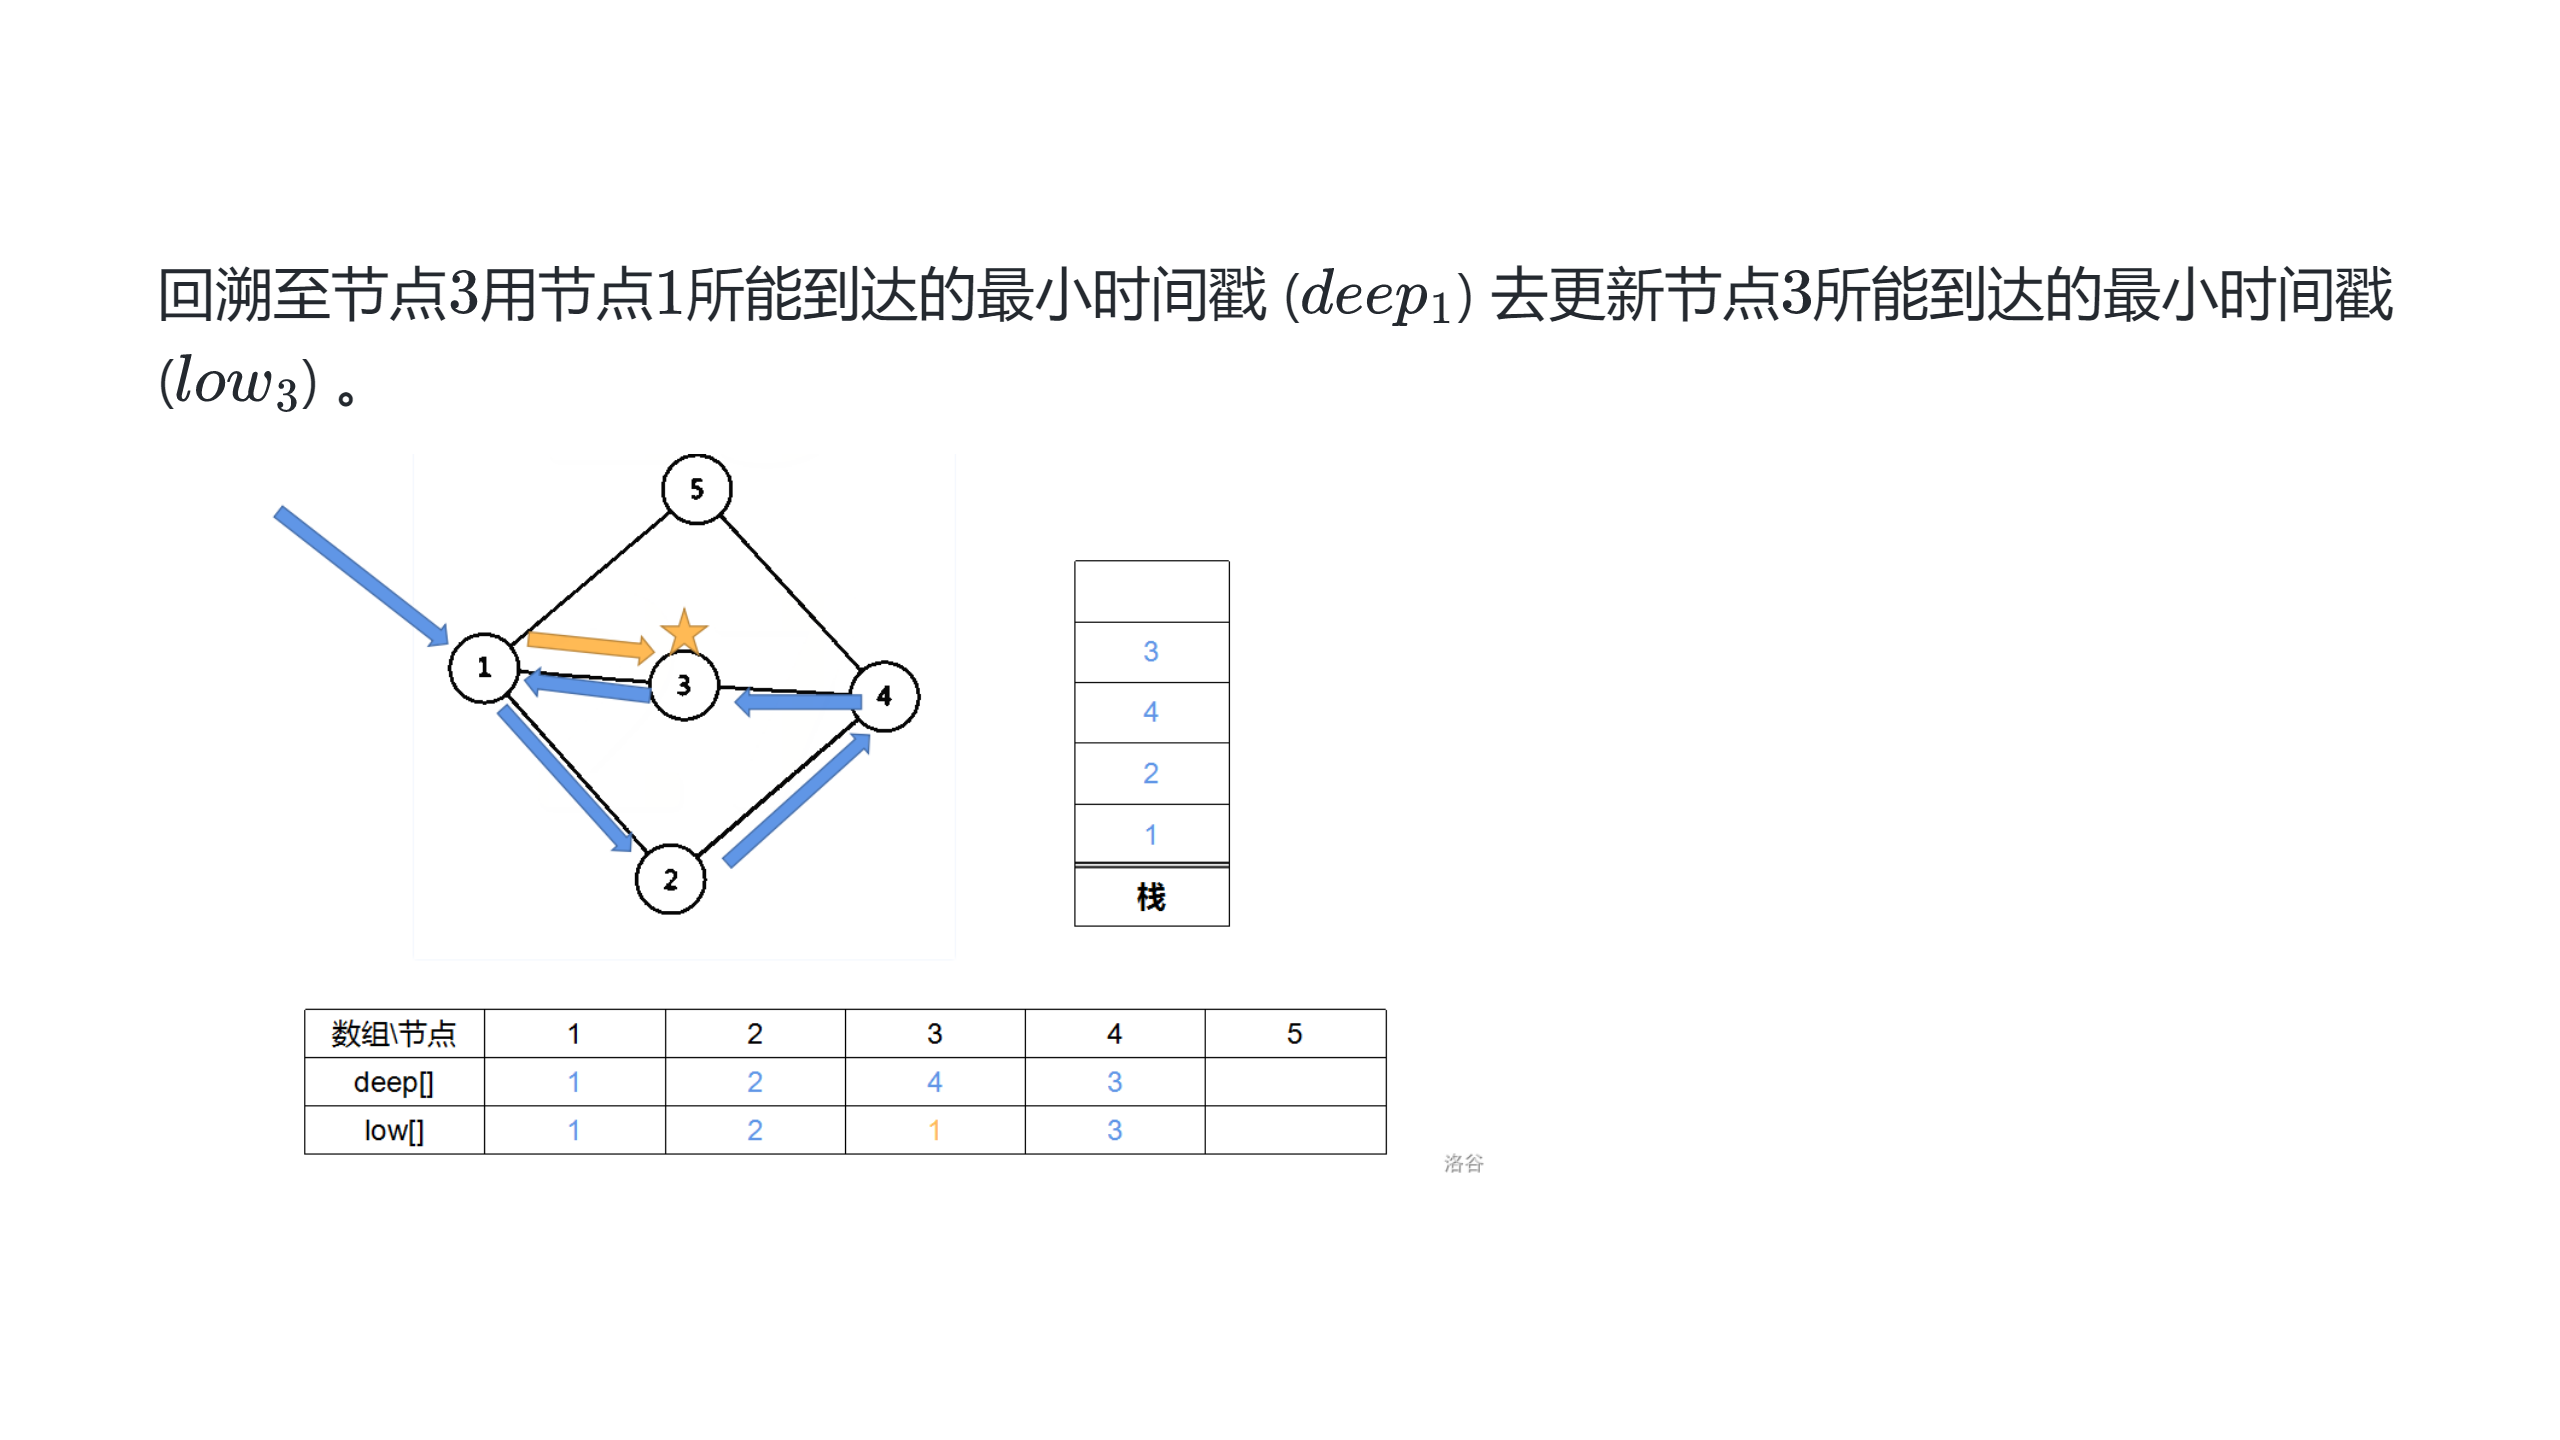 回溯至节点3用节点1所能到达的最小时间戳 (deep₁) 去更新节点3所能到达的最小时间戳
(low₃) 。
5
1
3
4
2
3
4
2
1
栈
数组\节点 1 2 3 4 5
deep[] 1 2 4 3
low[] 1 2 1 3
洛谷